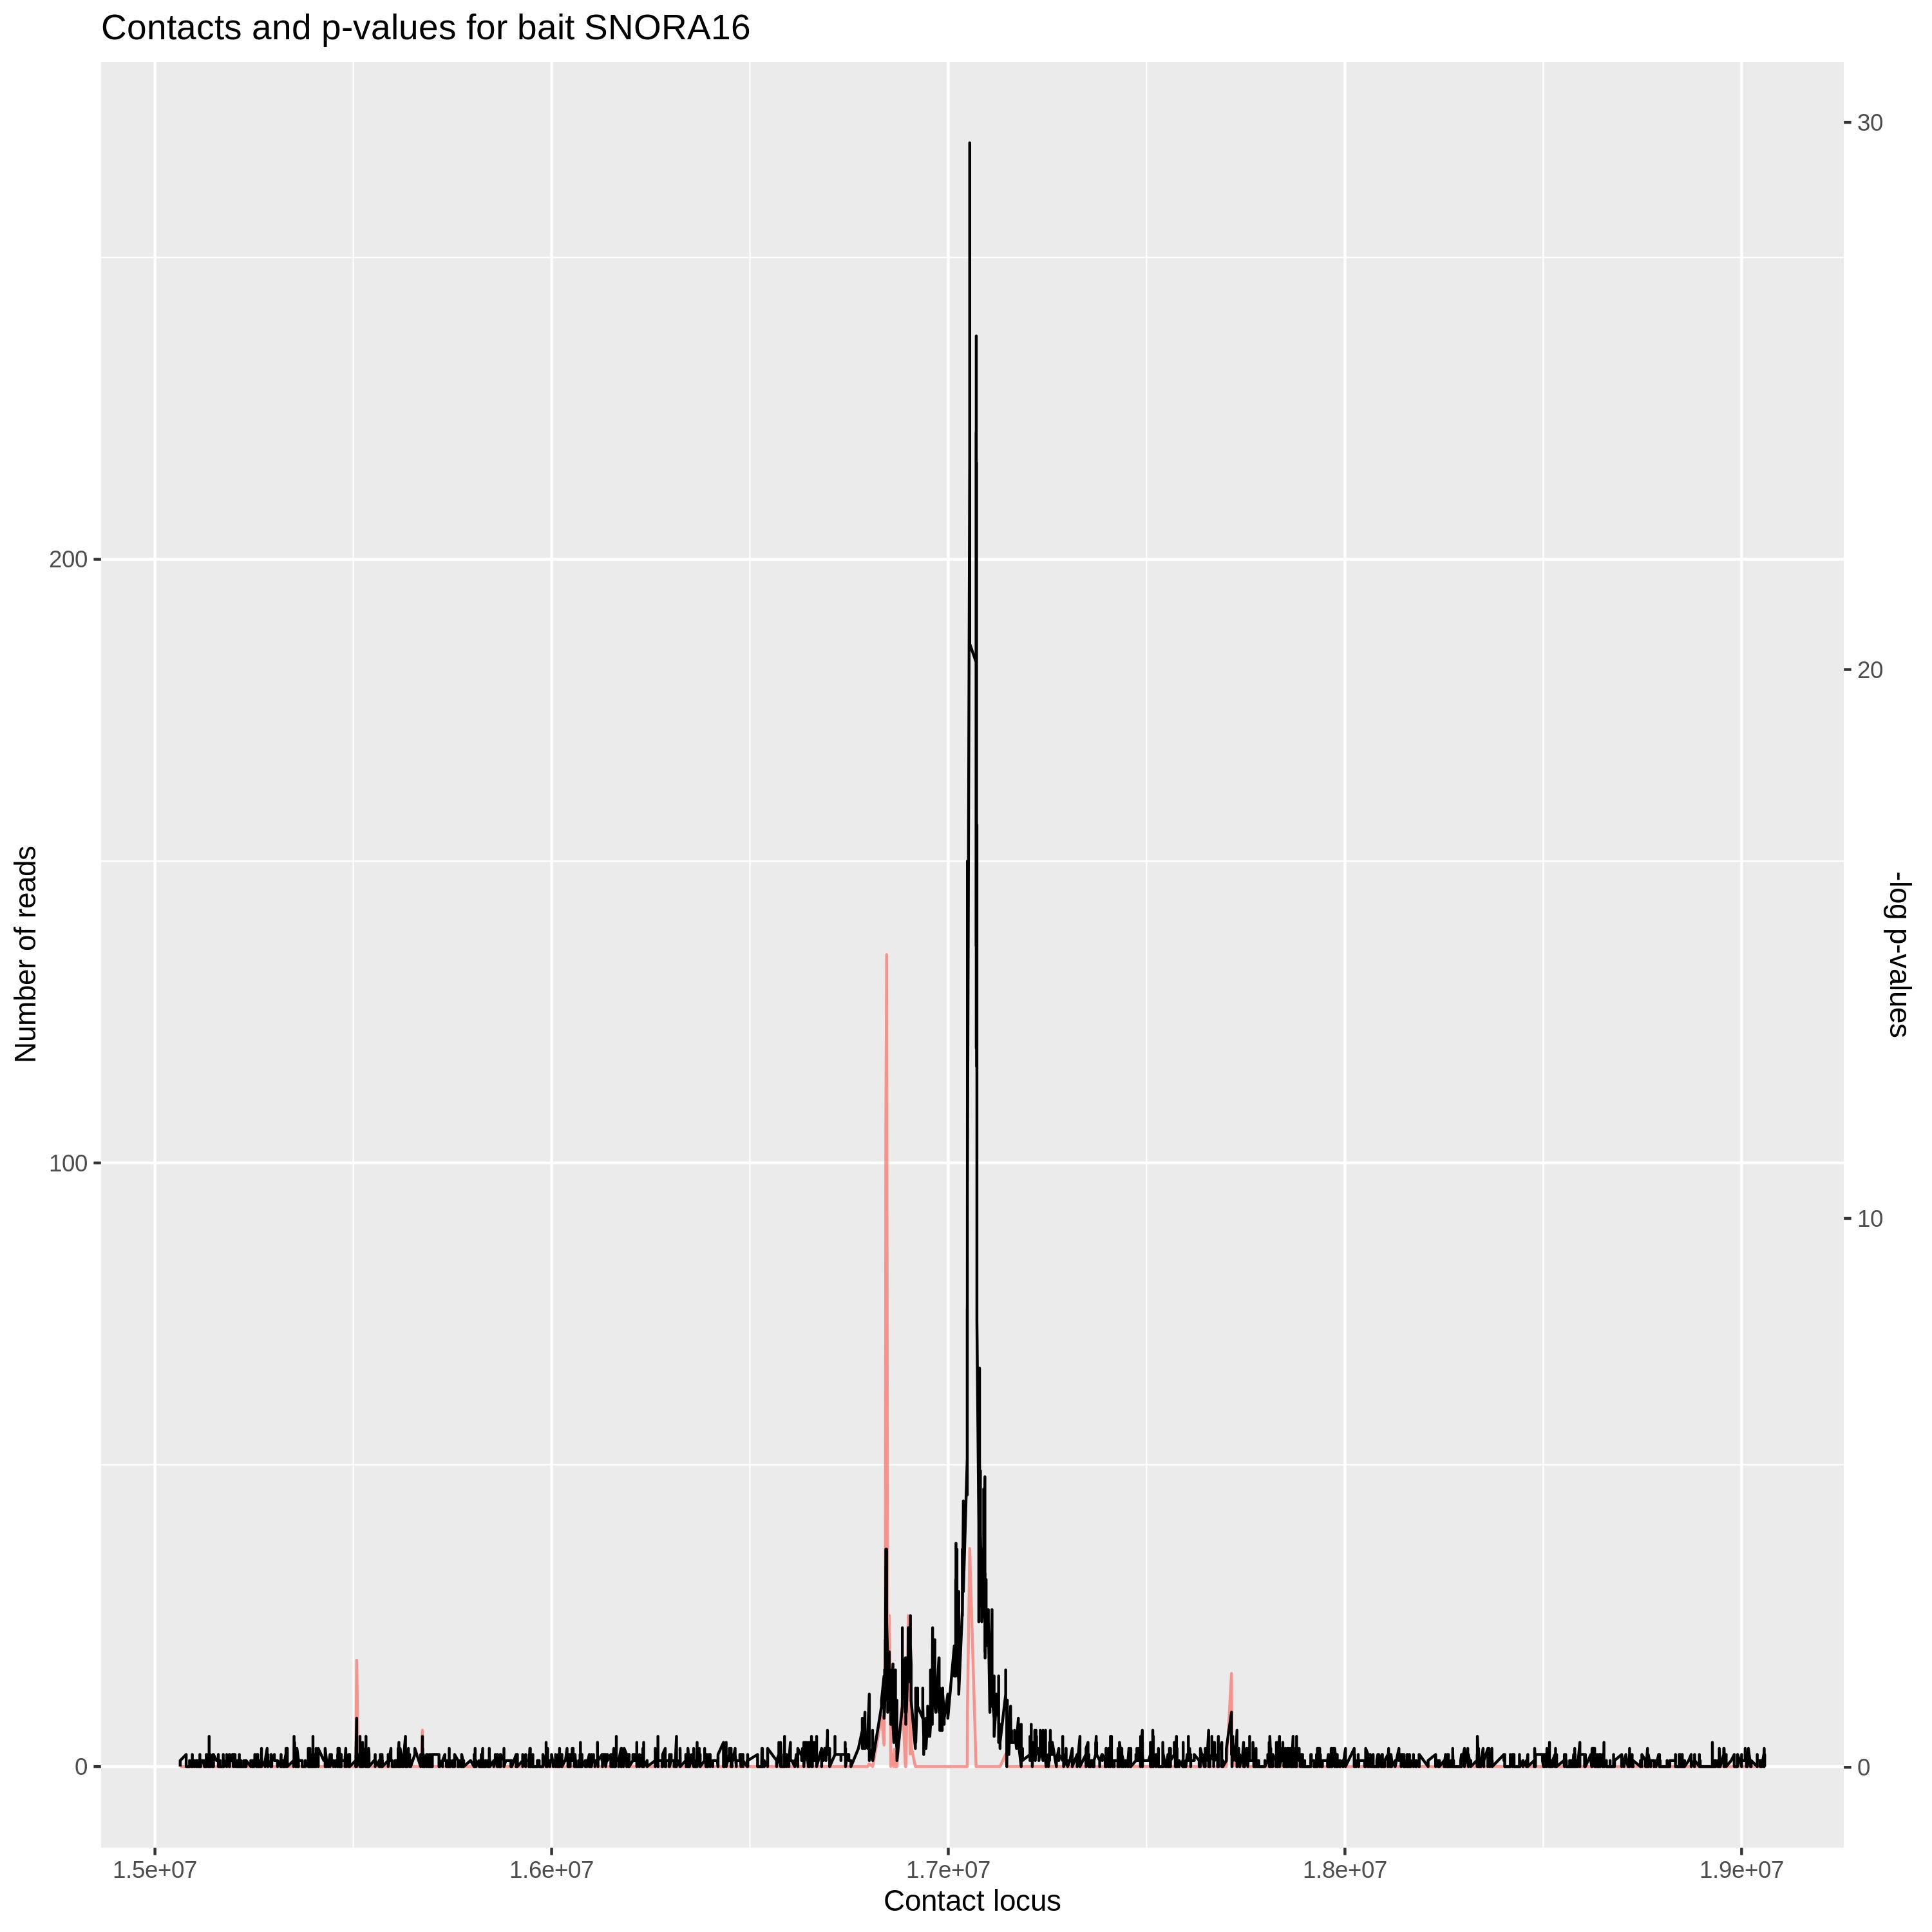 Contacts and p-values for bait SNORA16
30
200
20
Number of reads
-log p-values
100
10
0
0
1.5e+07 1.6e+07 1.7e+07 1.8e+07 1.9e+07
Contact locus